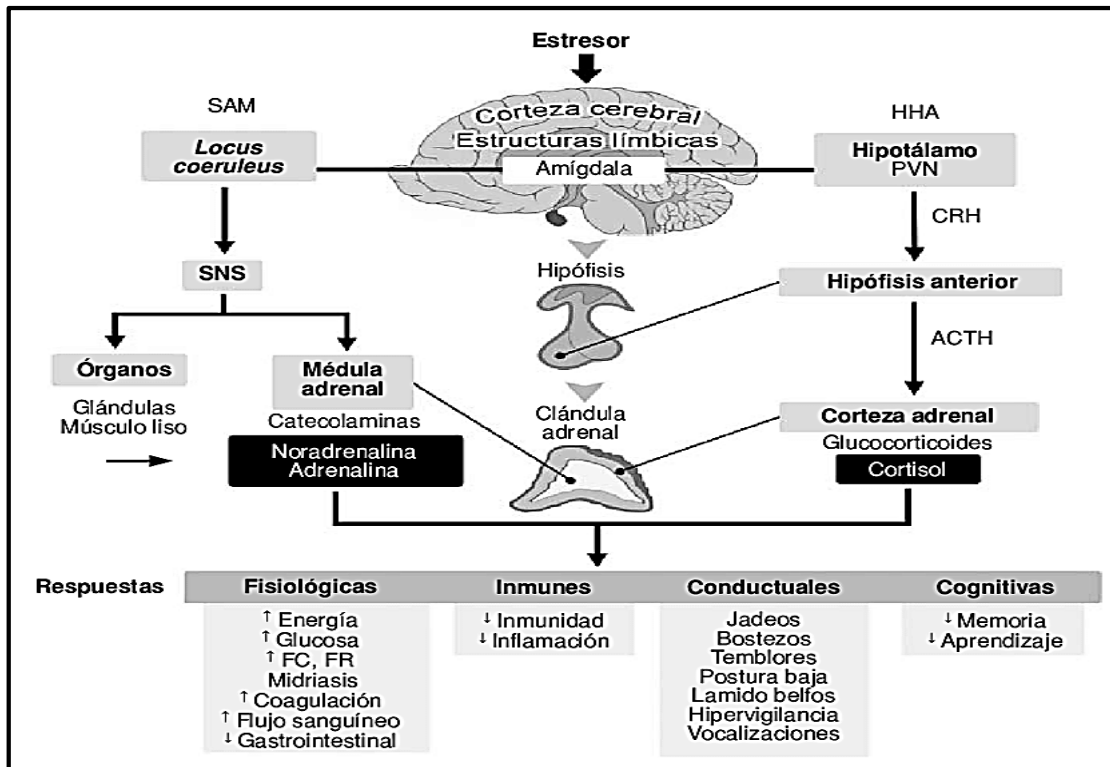 Estresor
SAM
HHA
Corteza cerebral
Estructuras límbicas
Amígdala
Locus
coeruleus
Hipotálamo
PVN
CRH
SNS
Hipófisis
Hipófisis anterior
ACTH
Órganos
Glándulas
Músculo liso
Médula
adrenal
Catecolaminas
Noradrenalina
Adrenalina
Clándula
adrenal
Corteza adrenal
Glucocorticoides
Cortisol
Respuestas
Fisiológicas
↑ Energía
↑ Glucosa
↑ FC, FR
Midriasis
↑ Coagulación
↑ Flujo sanguíneo
↓ Gastrointestinal
Inmunes
↓ Inmunidad
↓ Inflamación
Conductuales
Jadeos
Bostezos
Temblores
Postura baja
Lamido belfos
Hipervigilancia
Vocalizaciones
Cognitivas
↓ Memoria
↓ Aprendizaje